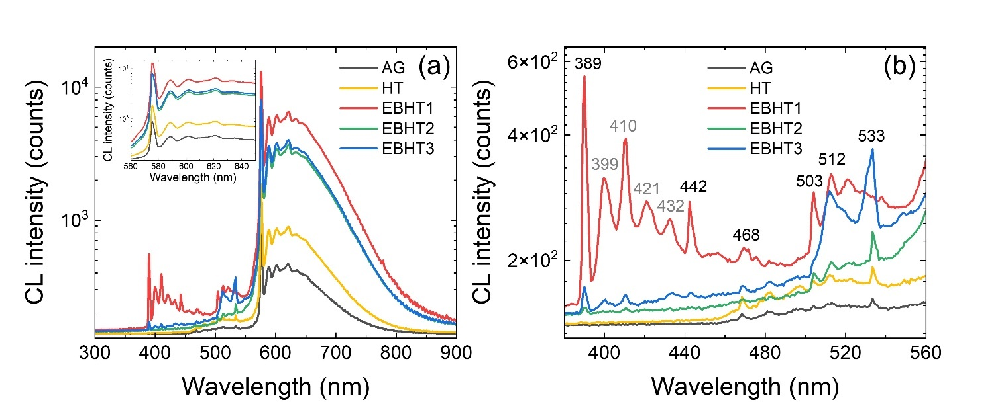 (a)
AG
HT
EBHT1
EBHT2
EBHT3
10⁴
10³
CL intensity (counts)
300 400 500 600 700 800 900
Wavelength (nm)
10⁴
10³
CL intensity (counts)
560 580 600 620 640
Wavelength (nm)
(b)
AG
HT
EBHT1
EBHT2
EBHT3
6×10²
4×10²
2×10²
CL intensity (counts)
389
399
410
421
432
442
468
503
512
533
400 440 480 520 560
Wavelength (nm)